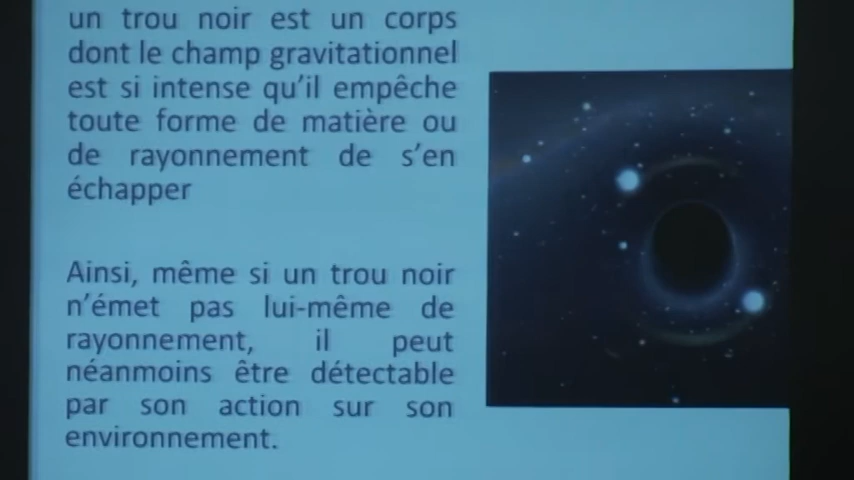 un trou noir est un corps
dont le champ gravitationnel
est si intense qu'il empêche
toute forme de matière ou
de rayonnement de s'en
échapper
Ainsi, même si un trou noir
n'émet pas lui-même de
rayonnement, il peut
néanmoins être détectable
par son action sur son
environnement.